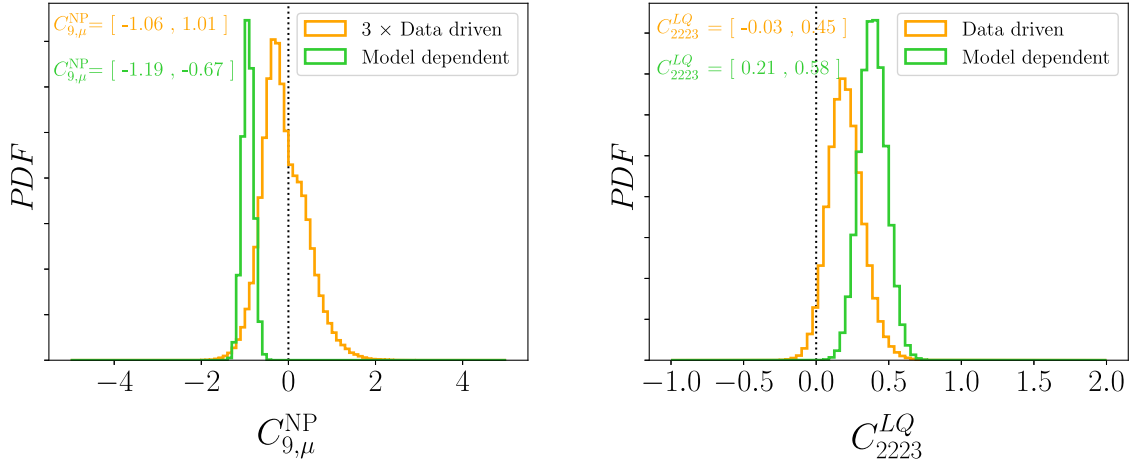 C_{9,μ}^{NP}= [ -1.06 , 1.01 ]
C_{9,μ}^{NP}= [ -1.19 , -0.67 ]
3 × Data driven
Model dependent
PDF
−4 −2 0 2 4
C_{9,μ}^{NP}
C_{2223}^{LQ} = [ -0.03 , 0.45 ]
C_{2223}^{LQ} = [ 0.21 , 0.58 ]
Data driven
Model dependent
PDF
−1.0 −0.5 0.0 0.5 1.0 1.5 2.0
C_{2223}^{LQ}